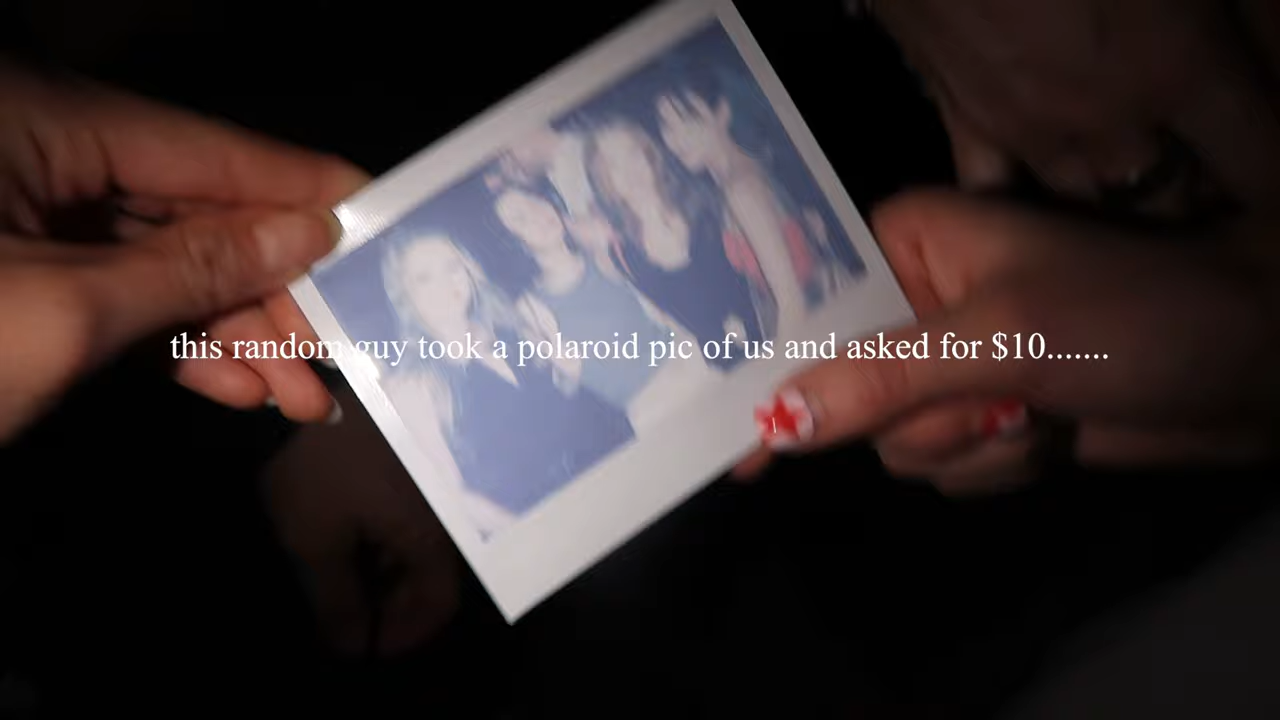 this random guy took a polaroid pic of us and asked for $10.......